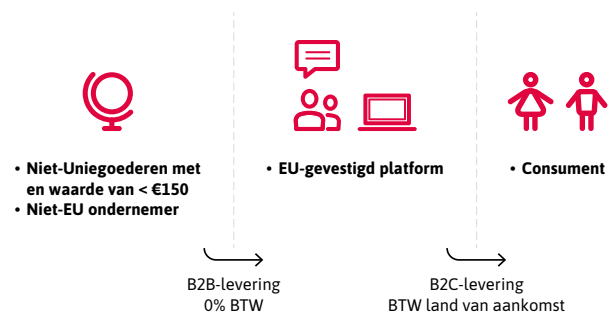 • Niet-Uniegoederen met
en waarde van < €150
• Niet-EU ondernemer
• EU-gevestigd platform
• Consument
B2B-levering
0% BTW
B2C-levering
BTW land van aankomst